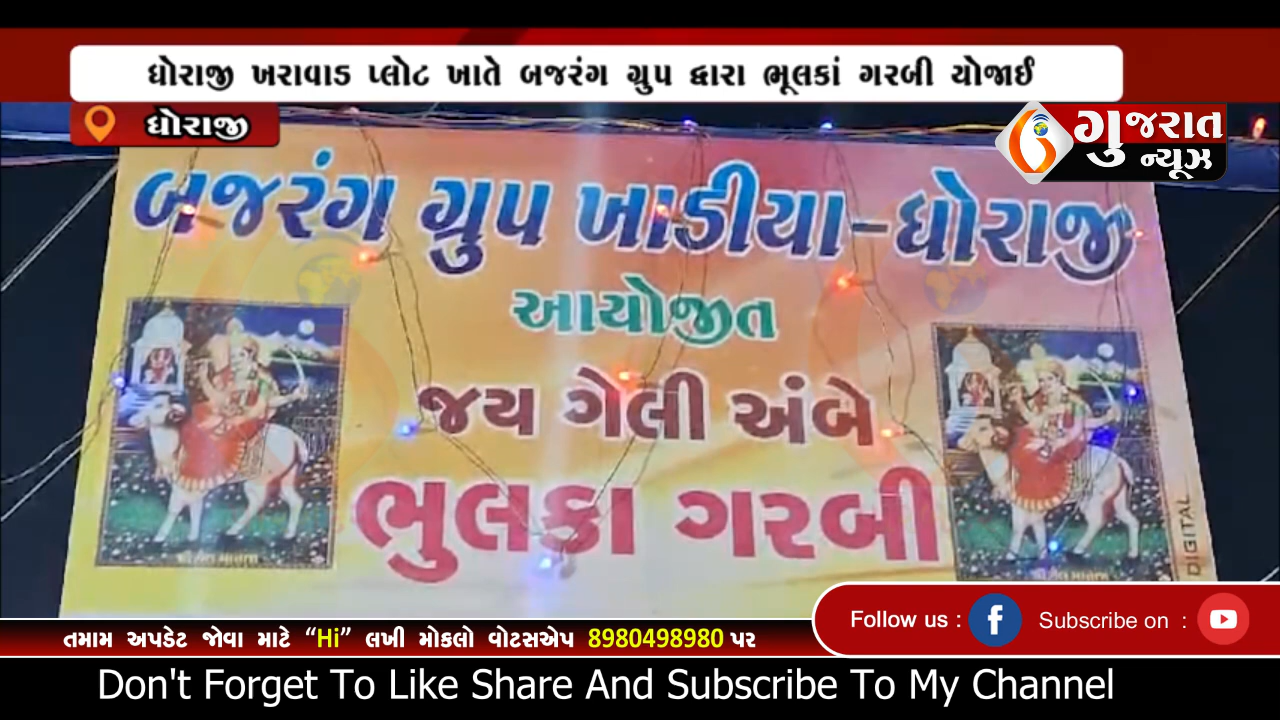 ધોરાજી ખરાવાડ પ્લોટ ખાતે બજરંગ ગ્રુપ દ્વારા ભૂલકાં ગરબી યોજાઈ
ધોરાજી
ગુજરાત
ન્યૂઝ
બજરંગ ગ્રુપ ખાડીયા-ધોરાજી
આયોજીત
જય ગેલી અંબે
ભુલકા ગરબી
DIGITAL
Follow us :
Subscribe on :
તમામ અપડેટ જોવા માટે “Hi” લખી મોકલો વોટસએપ 8980498980 પર
Don't Forget To Like Share And Subscribe To My Channel